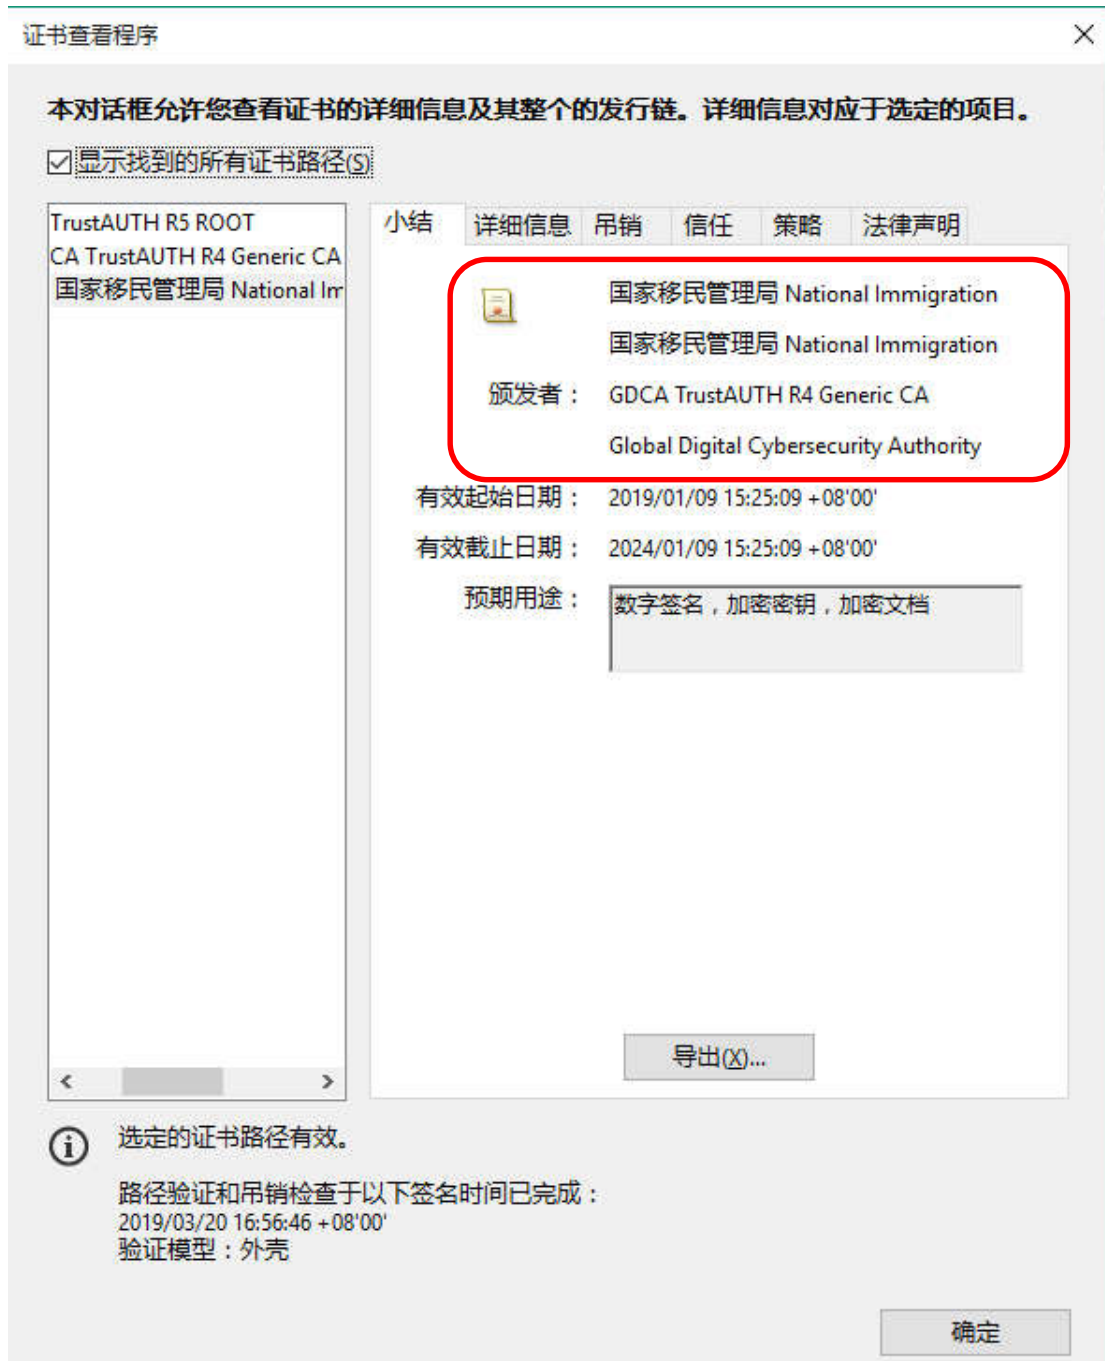 证书查看程序
本对话框允许您查看证书的详细信息及其整个的发行链。详细信息对应于选定的项目。
显示找到的所有证书路径(S)
TrustAUTH R5 ROOT
CA TrustAUTH R4 Generic CA
国家移民管理局 National Im
小结 详细信息 吊销 信任 策略 法律声明
国家移民管理局 National Immigration
国家移民管理局 National Immigration
颁发者： GDCA TrustAUTH R4 Generic CA
Global Digital Cybersecurity Authority
有效起始日期： 2019/01/09 15:25:09 +08'00'
有效截止日期： 2024/01/09 15:25:09 +08'00'
预期用途： 数字签名，加密密钥，加密文档
导出(X)...
选定的证书路径有效。
路径验证和吊销检查于以下签名时间已完成：
2019/03/20 16:56:46 +08'00'
验证模型：外壳
确定